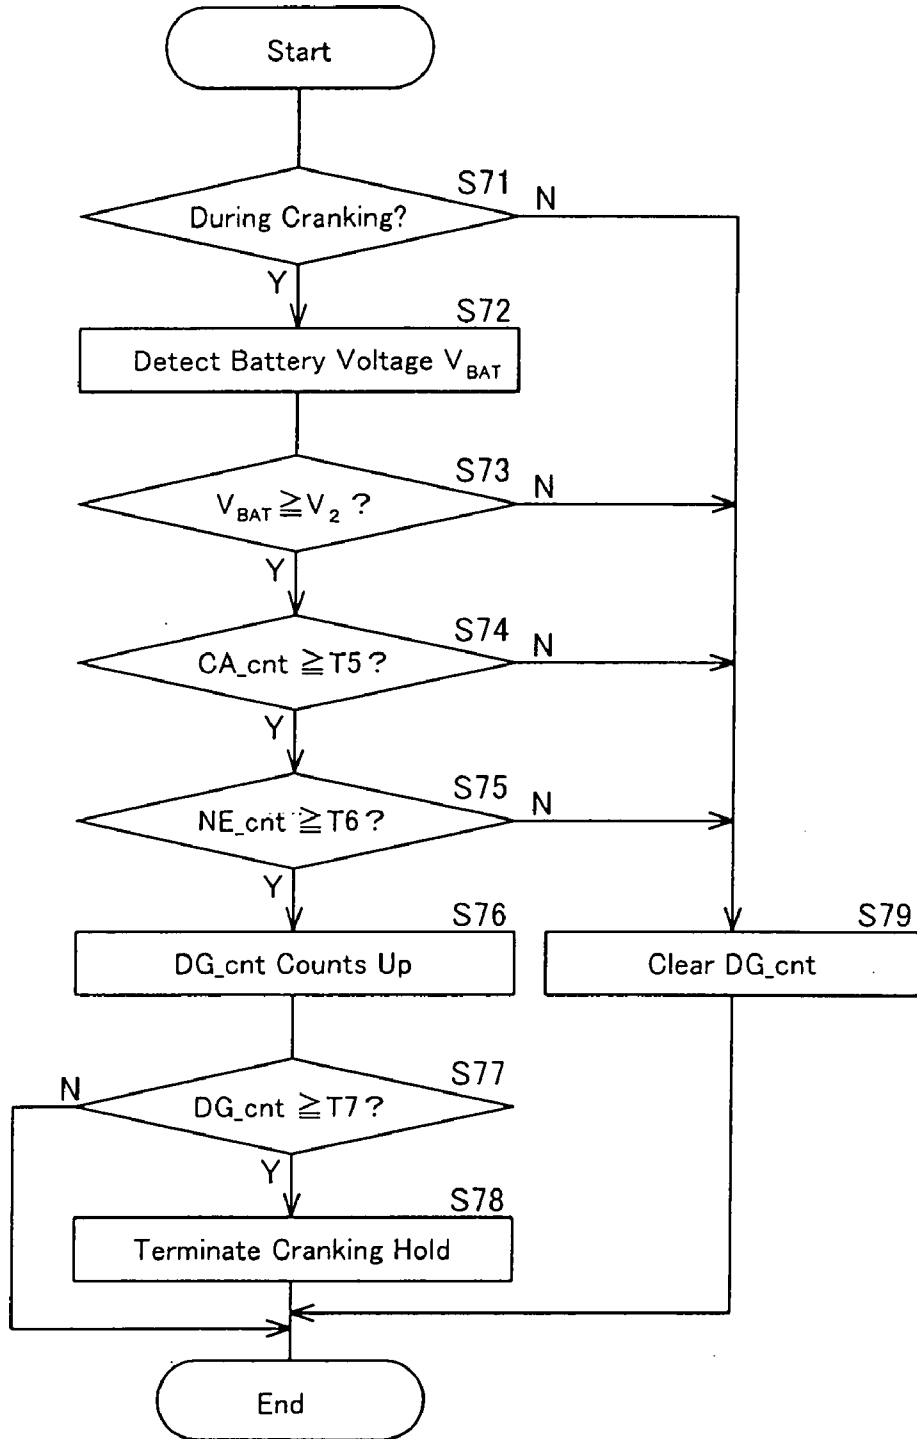 Start
S71
During Cranking?
N
Y
S72
Detect Battery Voltage V_BAT
S73
V_BAT ≧ V_2 ?
N
Y
S74
CA_cnt ≧ T5 ?
N
Y
S75
NE_cnt ≧ T6 ?
N
Y
S76
DG_cnt Counts Up
S79
Clear DG_cnt
S77
N
DG_cnt ≧ T7 ?
Y
S78
Terminate Cranking Hold
End